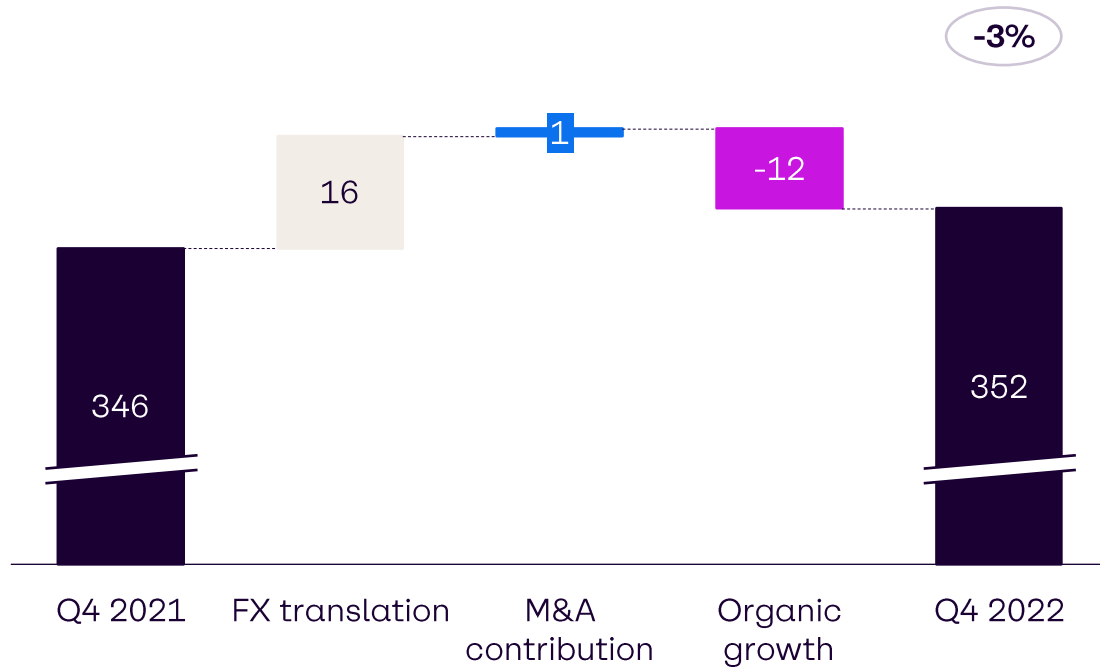 -3%
1
16
-12
346
352
Q4 2021
FX translation
M&A
contribution
Organic
growth
Q4 2022